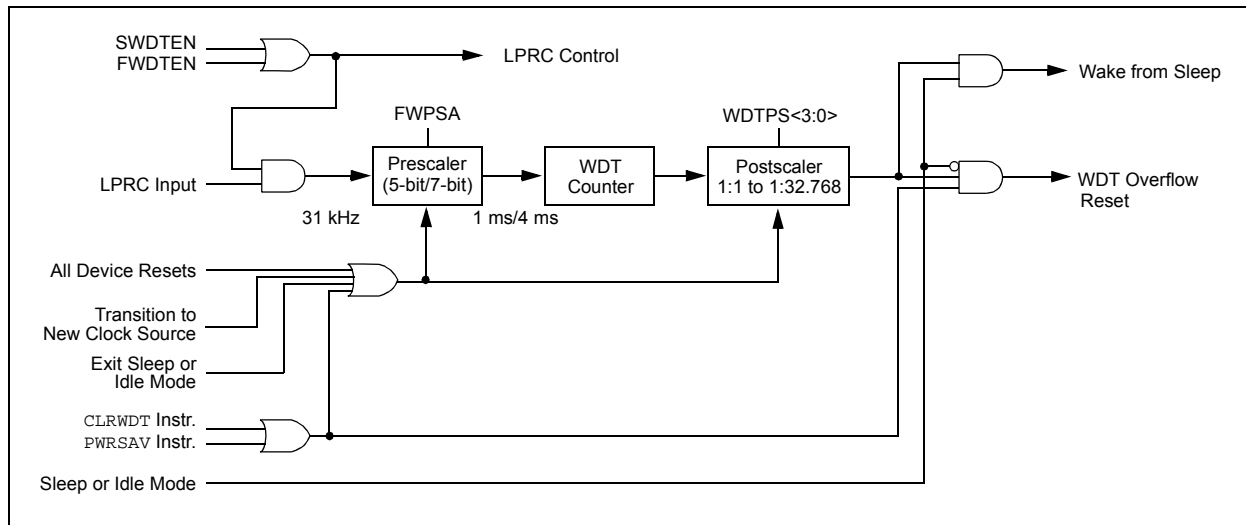 SWDTEN
FWDTEN
LPRC Control
Wake from Sleep
FWPSA
WDTPS<3:0>
Prescaler
(5-bit/7-bit)
WDT
Counter
Postscaler
1:1 to 1:32.768
LPRC Input
WDT Overflow
Reset
31 kHz
1 ms/4 ms
All Device Resets
Transition to
New Clock Source
Exit Sleep or
Idle Mode
CLRWDT Instr.
PWRSAV Instr.
Sleep or Idle Mode